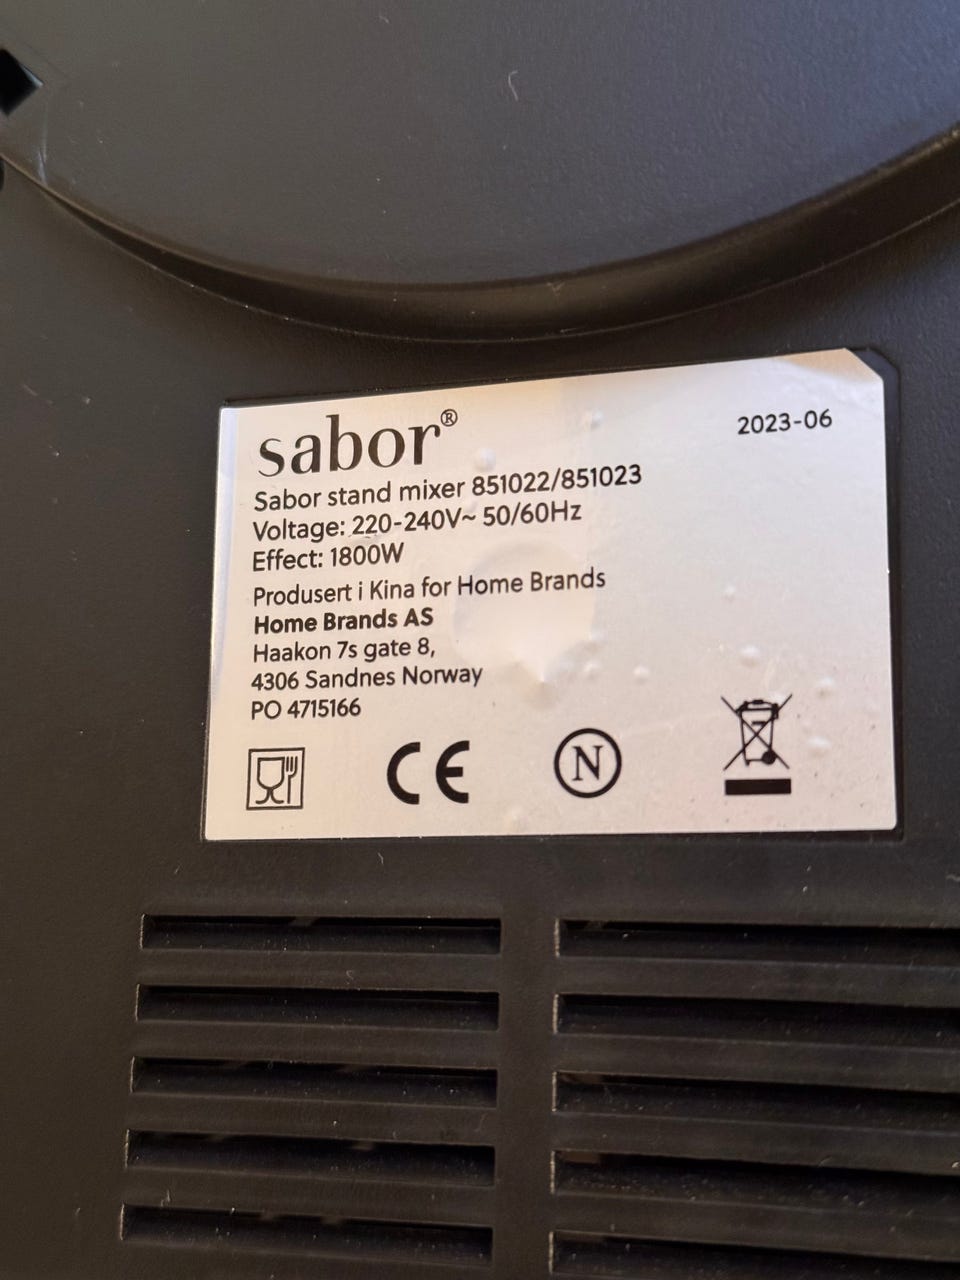 sabor®
2023-06
Sabor stand mixer 851022/851023
Voltage: 220-240V~ 50/60Hz
Effect: 1800W
Produsert i Kina for Home Brands
Home Brands AS
Haakon 7s gate 8,
4306 Sandnes Norway
PO 4715166
CE
N